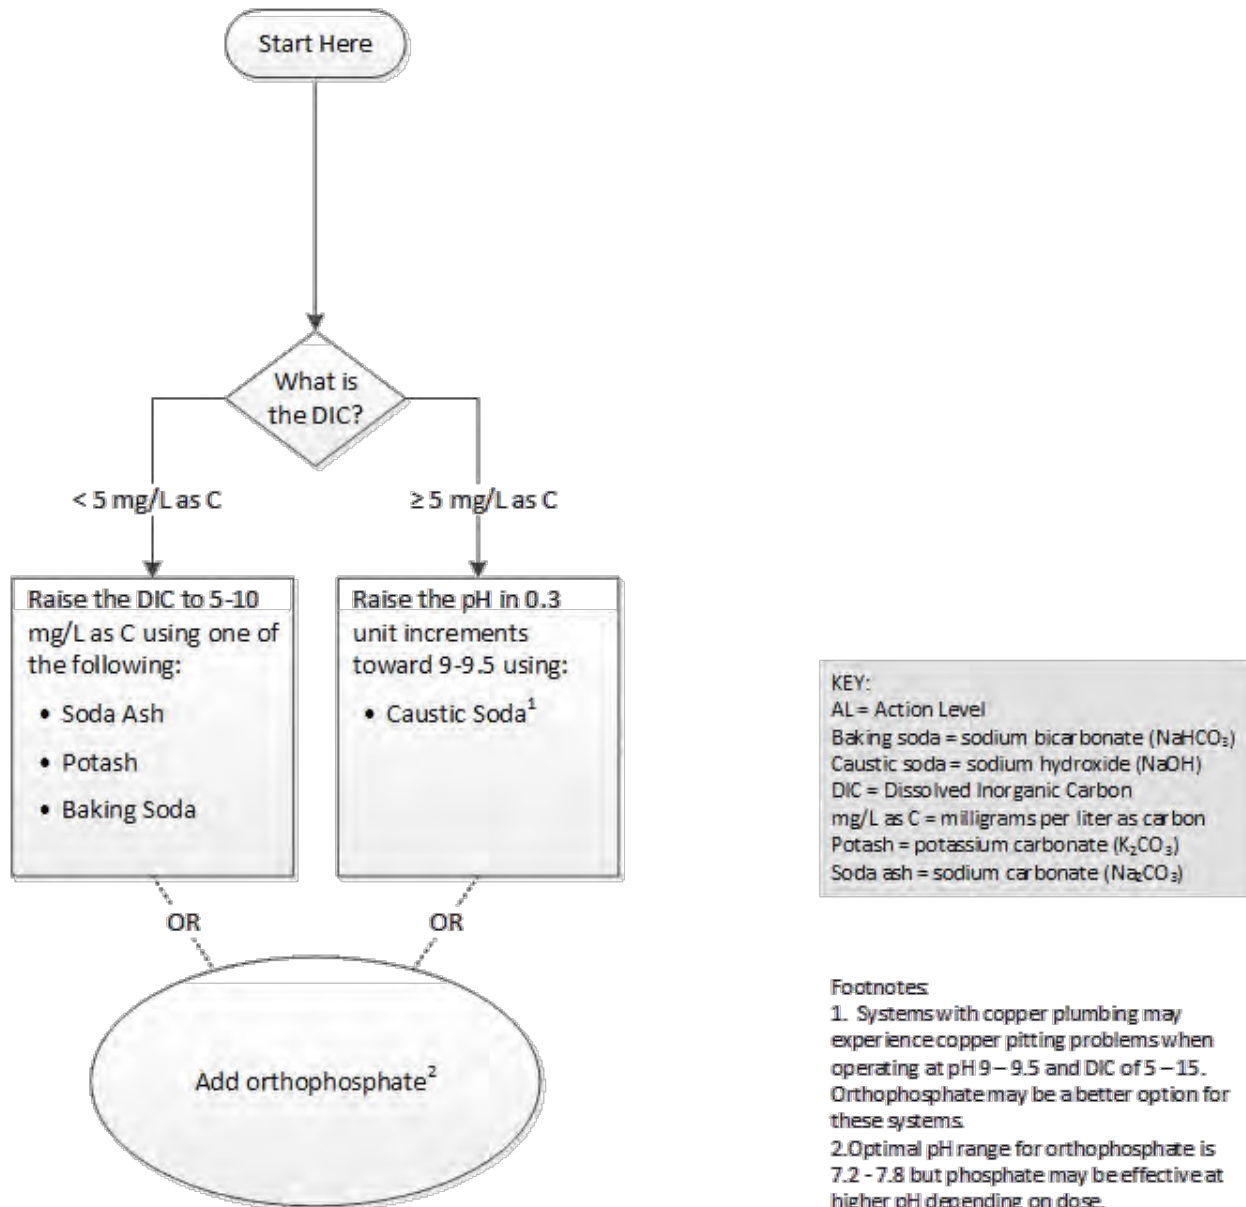 Start Here
What is
the DIC?
< 5 mg/L as C
≥ 5 mg/L as C
Raise the DIC to 5-10
mg/L as C using one of
the following:
• Soda Ash
• Potash
• Baking Soda
Raise the pH in 0.3
unit increments
toward 9-9.5 using:
• Caustic Soda¹
OR
OR
Add orthophosphate²
KEY:
AL = Action Level
Baking soda = sodium bicarbonate (NaHCO₃)
Caustic soda = sodium hydroxide (NaOH)
DIC = Dissolved Inorganic Carbon
mg/L as C = milligrams per liter as carbon
Potash = potassium carbonate (K₂CO₃)
Soda ash = sodium carbonate (Na₂CO₃)
Footnotes:
1. Systems with copper plumbing may
experience copper pitting problems when
operating at pH 9 – 9.5 and DIC of 5 – 15.
Orthophosphate may be a better option for
these systems.
2.Optimal pH range for orthophosphate is
7.2 - 7.8 but phosphate may be effective at
higher pH depending on dose.